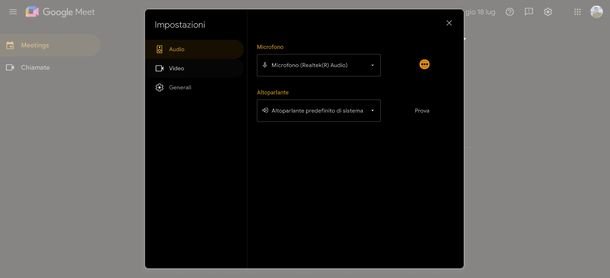 Google Meet
gio 18 lug
Meetings
Chiamate
Impostazioni
Audio
Video
Generali
Microfono
Microfono (Realtek(R) Audio)
Altoparlante
Altoparlante predefinito di sistema
Prova